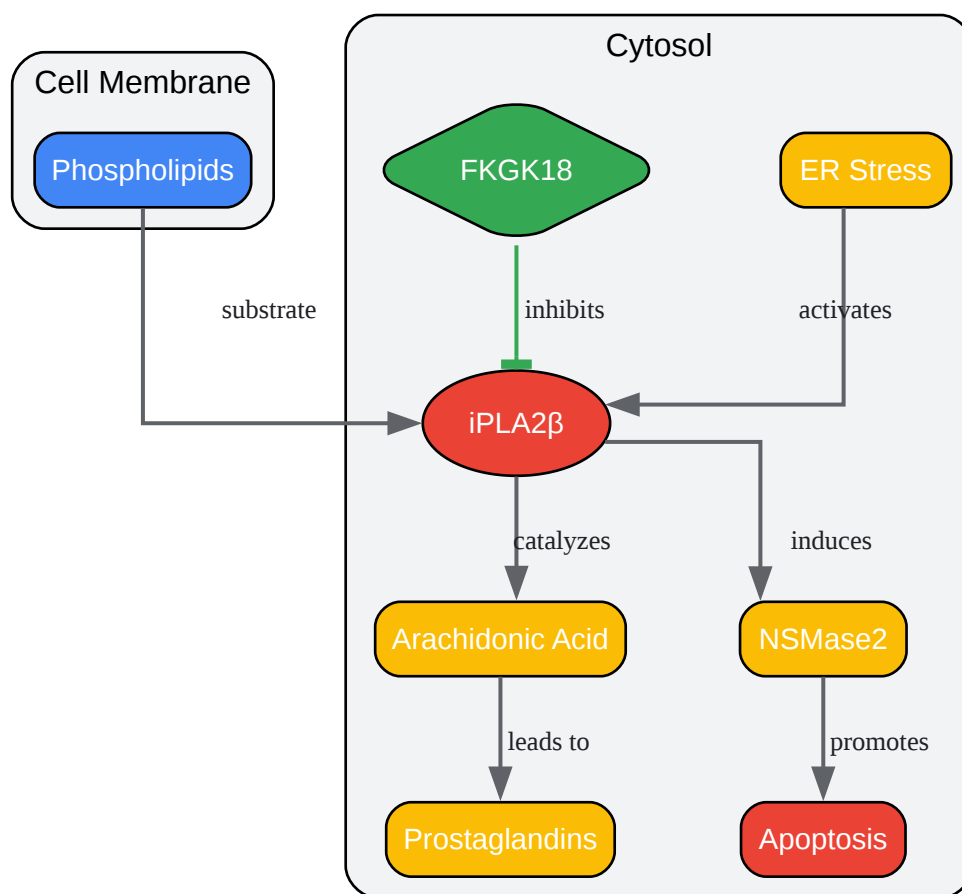 Cytosol
Cell Membrane
Phospholipids
FKGK18
ER Stress
substrate
inhibits
activates
iPLA2β
catalyzes
induces
Arachidonic Acid
NSMase2
leads to
promotes
Prostaglandins
Apoptosis